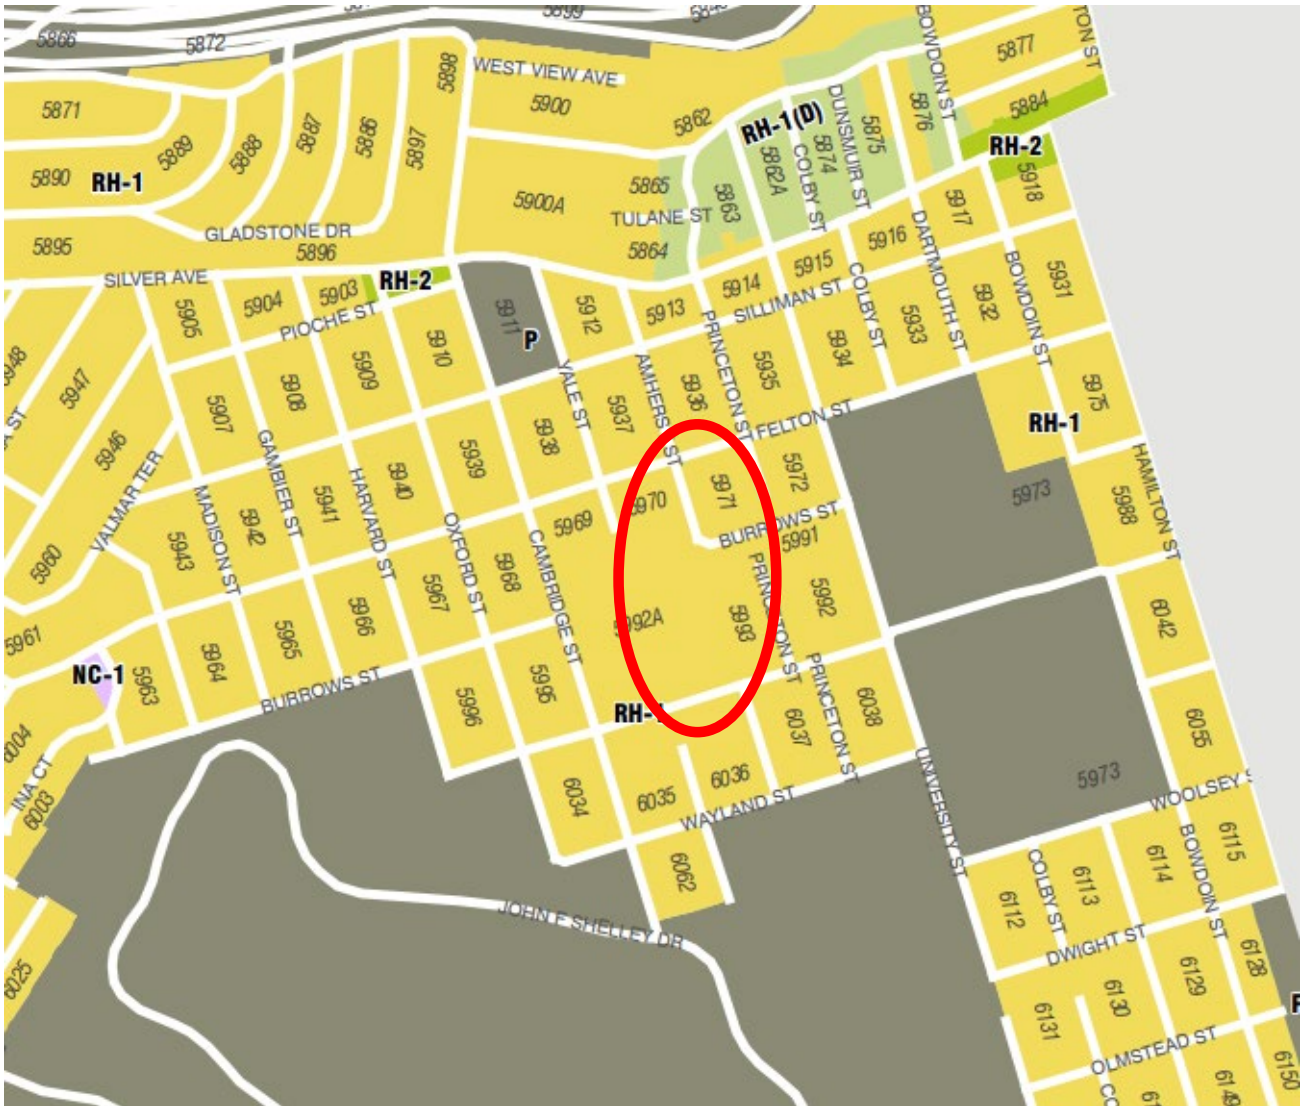 5866
5872
5899
5898
WEST VIEW AVE
BOWDOIN ST
TON ST
5877
5871
5900
5862
DUNSMUIR ST
5875
5876
5884
RH-1(D)
RH-2
5889
5888
5887
5886
5897
5890
RH-1
5865
5863
5862A
COLBY ST
5874
5918
5900A
TULANE ST
5917
5895
GLADSTONE DR
5896
5864
5916
DARTMOUTH ST
SILVER AVE
RH-2
5905
5904
5903
PIOCHE ST
5911
P
5912
5913
5914
5915
SILLIMAN ST
COLBY ST
5933
5932
BOWDOIN ST
5931
5948
5947
5946
5910
5909
5908
5907
YALE ST
AMHERST ST
PRINCETON ST
5936
5935
5934
5937
5938
5939
FELTON ST
5975
RH-1
A ST
VALMAR TER
GAMBIER ST
HARVARD ST
5940
5941
5942
5943
MADISON ST
5960
OXFORD ST
CAMBRIDGE ST
5968
5969
5970
5971
5972
BURROWS ST
5991
5973
HAMILTON ST
5988
5961
5967
5966
5965
5964
5963
NC-1
BURROWS ST
5992A
5993
PRINCETON ST
5992
6042
5995
5996
RH-1
PRINCETON ST
6038
6037
6055
6004
INA CT
6003
6034
6035
6036
WAYLAND ST
UNIVERSITY ST
5973
WOOLSEY S
6062
JOHN F SHELLEY DR
COLBY ST
6112
6113
6114
BOWDOIN ST
6115
DWIGHT ST
6128
6129
6130
6131
6025
OLMSTEAD ST
6149
6150